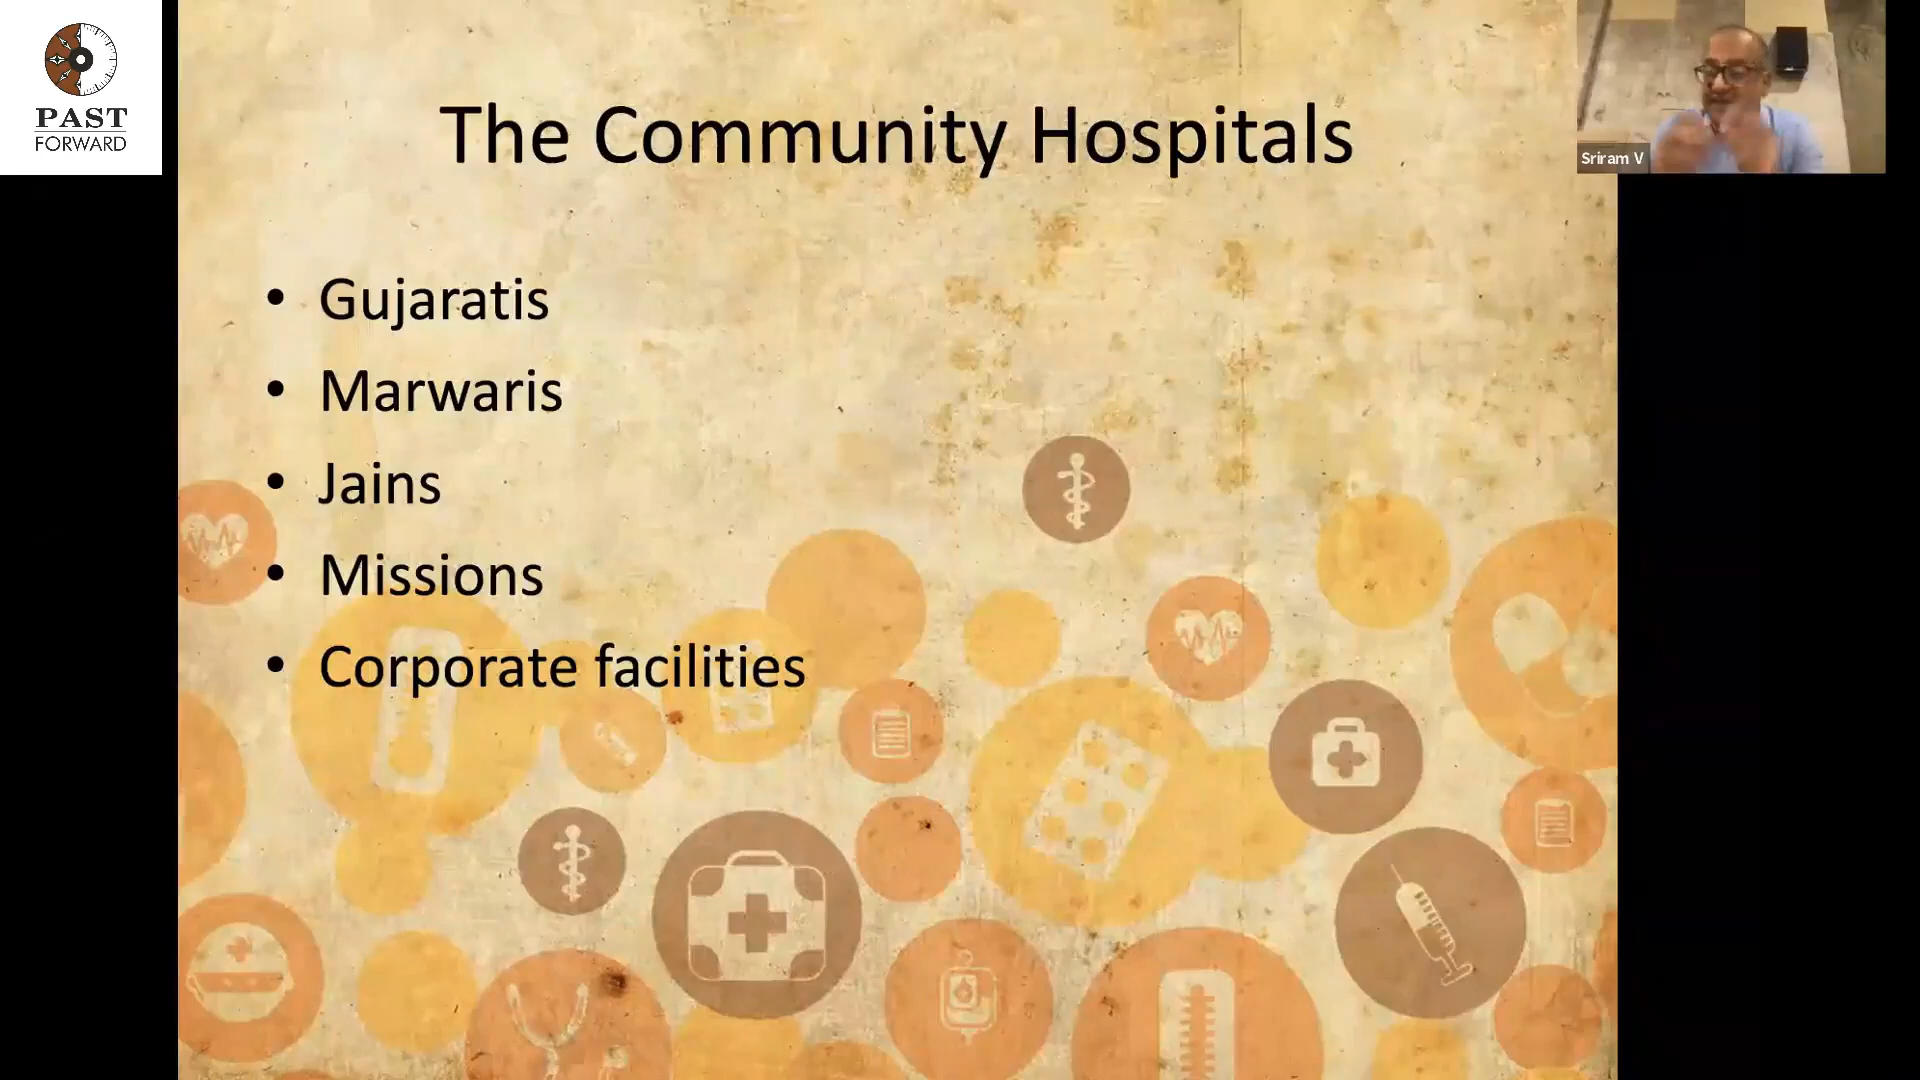 PAST
FORWARD
The Community Hospitals
Sriram V
• Gujaratis
• Marwaris
• Jains
• Missions
• Corporate facilities